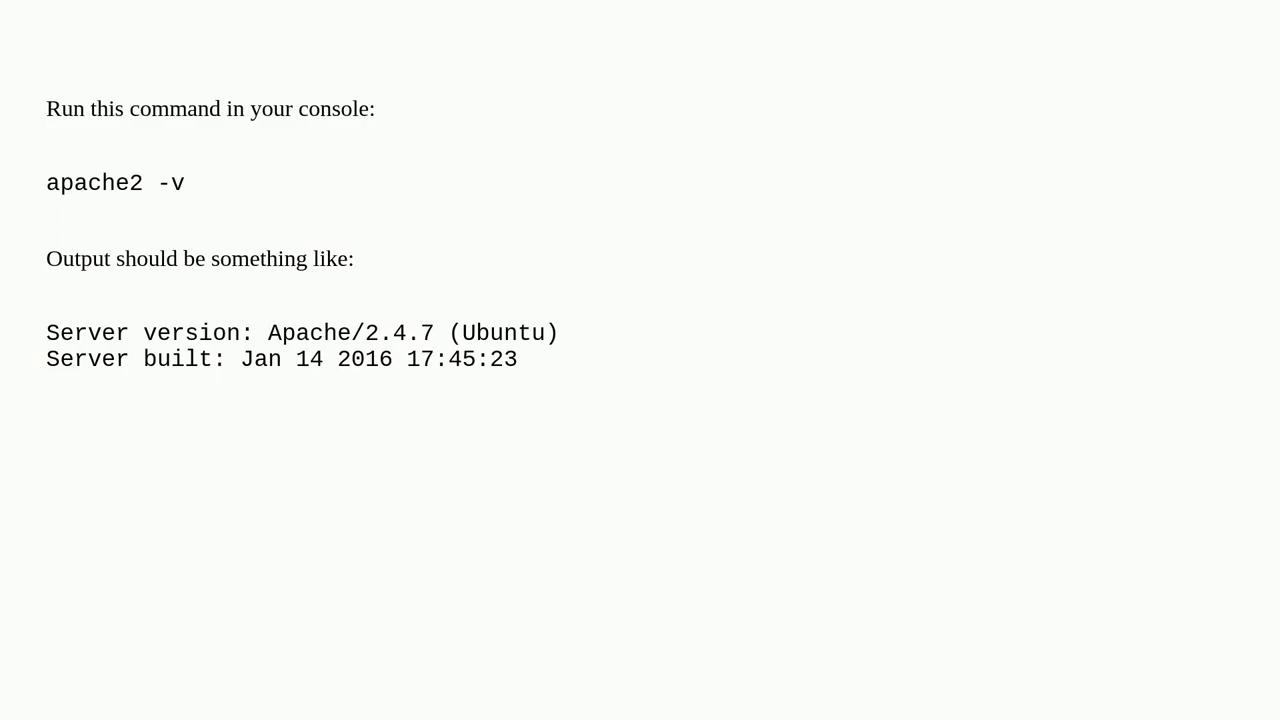 Run this command in your console:
apache2 -v
Output should be something like:
Server version: Apache/2.4.7 (Ubuntu)
Server built: Jan 14 2016 17:45:23